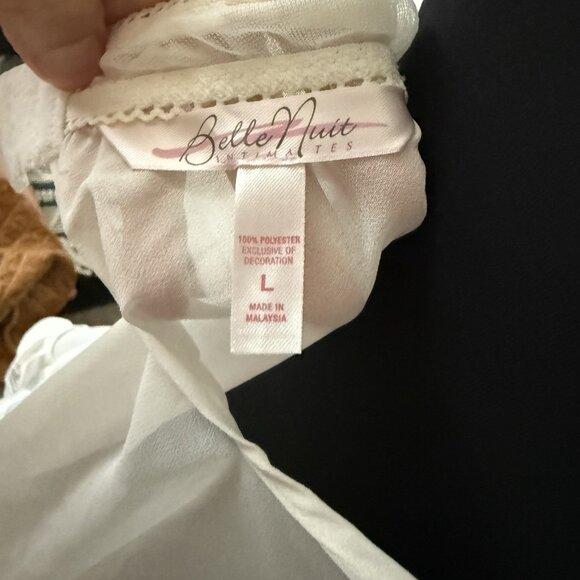 Belle Nuit
INTIMATES
100% POLYESTER
EXCLUSIVE OF
DECORATION
L
MADE IN
MALAYSIA